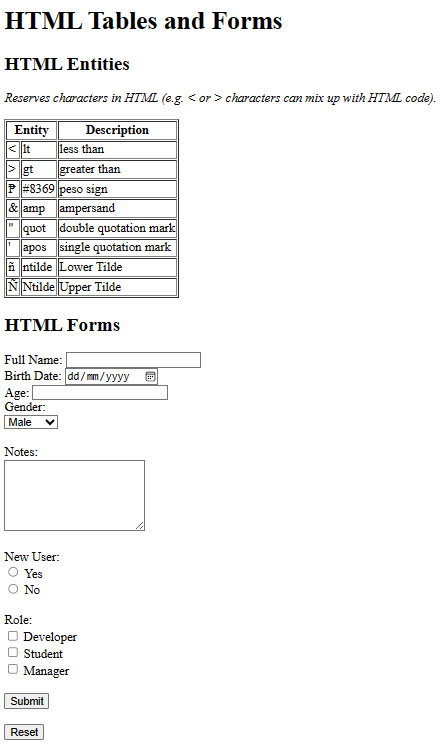 HTML Tables and Forms
HTML Entities
Reserves characters in HTML (e.g. < or > characters can mix up with HTML code).
Entity Description
< lt less than
> gt greater than
₱ #8369 peso sign
& amp ampersand
" quot double quotation mark
' apos single quotation mark
ñ ntilde Lower Tilde
Ñ Ntilde Upper Tilde
HTML Forms
Full Name:
Birth Date: dd/mm/yyyy
Age:
Gender:
Male
Notes:
New User:
Yes
No
Role:
Developer
Student
Manager
Submit
Reset